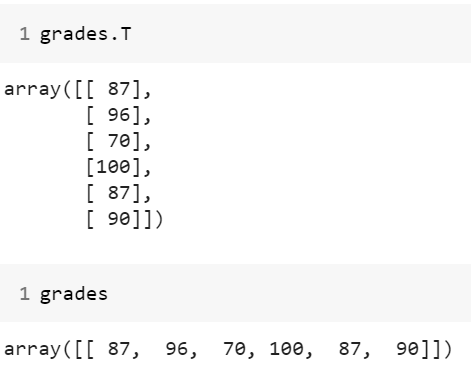 1 grades.T
array([[ 87],
       [ 96],
       [ 70],
       [100],
       [ 87],
       [ 90]])
1 grades
array([[ 87,  96,  70, 100,  87,  90]])